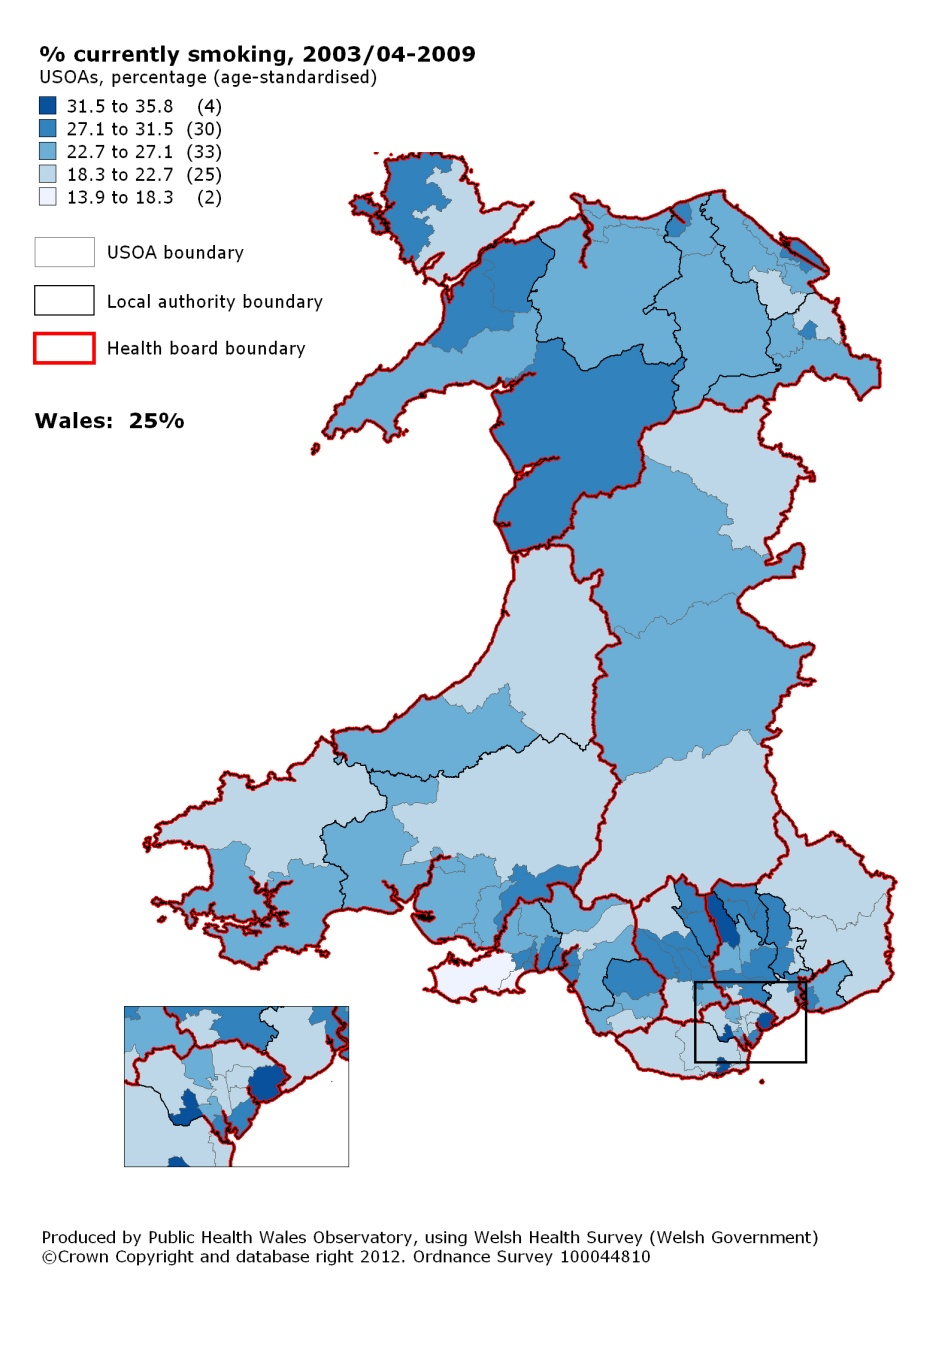 % currently smoking, 2003/04-2009
USOAs, percentage (age-standardised)
31.5 to 35.8 (4)
27.1 to 31.5 (30)
22.7 to 27.1 (33)
18.3 to 22.7 (25)
13.9 to 18.3 (2)
USOA boundary
Local authority boundary
Health board boundary
Wales: 25%
Produced by Public Health Wales Observatory, using Welsh Health Survey (Welsh Government)
©Crown Copyright and database right 2012. Ordnance Survey 100044810